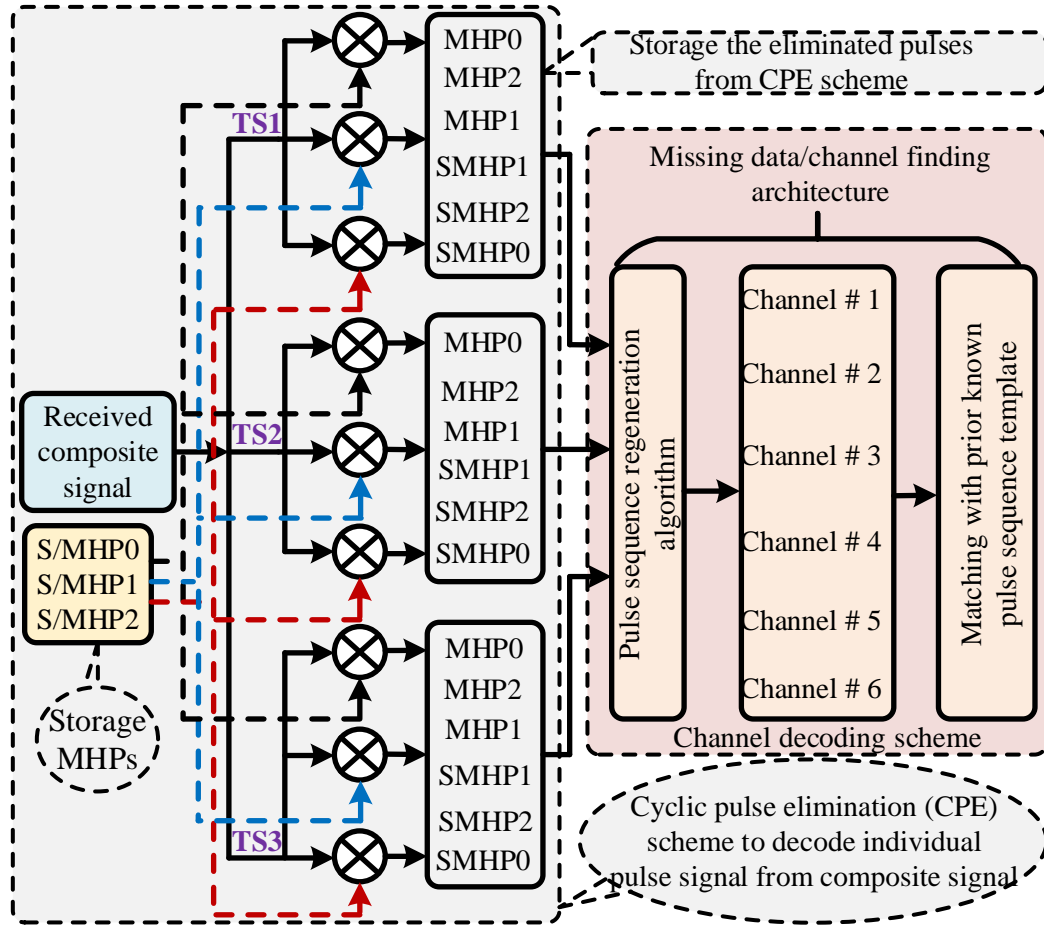 MHP0
MHP2
MHP1
SMHP1
SMHP2
SMHP0
TS1
Storage the eliminated pulses
from CPE scheme
MHP0
MHP2
MHP1
SMHP1
SMHP2
SMHP0
TS2
Received
composite
signal
S/MHP0
S/MHP1
S/MHP2
Storage
MHPs
MHP0
MHP2
MHP1
SMHP1
SMHP2
SMHP0
TS3
Missing data/channel finding
architecture
Pulse sequence regeneration
algorithm
Channel # 1
Channel # 2
Channel # 3
Channel # 4
Channel # 5
Channel # 6
Matching with prior known
pulse sequence template
Channel decoding scheme
Cyclic pulse elimination (CPE)
scheme to decode individual
pulse signal from composite signal